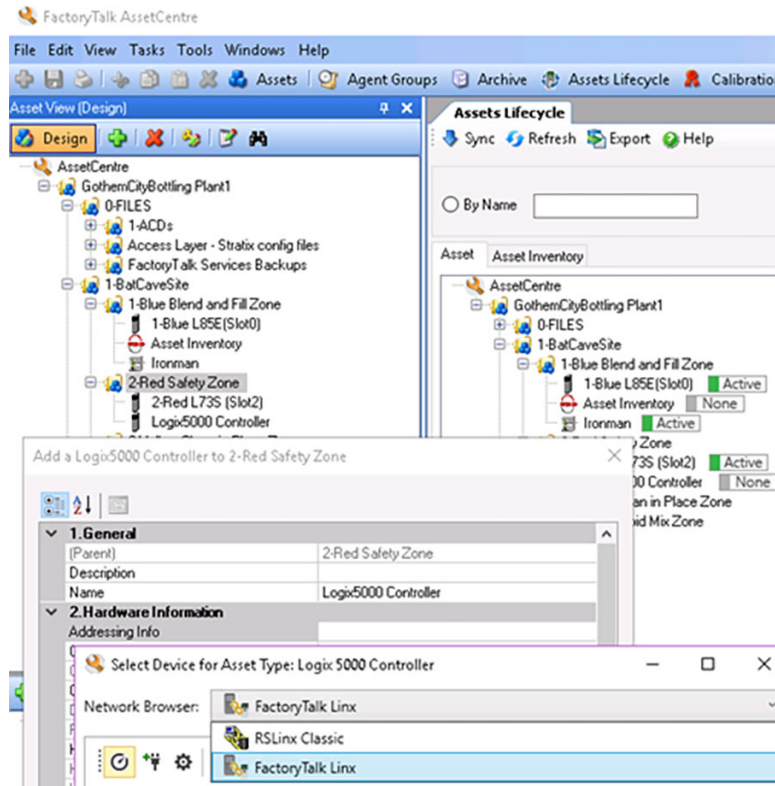 FactoryTalk AssetCentre
File Edit View Tasks Tools Windows Help
Assets Agent Groups Archive Assets Lifecycle Calibration
Asset View (Design)
Design
AssetCentre
GothemCityBottling Plant1
0-FILES
1-ACDs
Access Layer - Stratix config files
FactoryTalk Services Backups
1-BatCaveSite
1-Blue Blend and Fill Zone
1-Blue L85E(Slot0)
Asset Inventory
Ironman
2-Red Safety Zone
2-Red L73S (Slot2)
Logix5000 Controller
Assets Lifecycle
Sync Refresh Export Help
By Name
Asset Asset Inventory
AssetCentre
GothemCityBottling Plant1
0-FILES
1-BatCaveSite
1-Blue Blend and Fill Zone
1-Blue L85E(Slot0) Active
Asset Inventory None
Ironman Active
y Zone
73S (Slot2) Active
00 Controller None
an in Place Zone
id Mix Zone
Add a Logix5000 Controller to 2-Red Safety Zone
1.General
(Parent) 2-Red Safety Zone
Description
Name Logix5000 Controller
2.Hardware Information
Addressing Info
Select Device for Asset Type: Logix 5000 Controller
Network Browser: FactoryTalk Linx
RSLinx Classic
FactoryTalk Linx